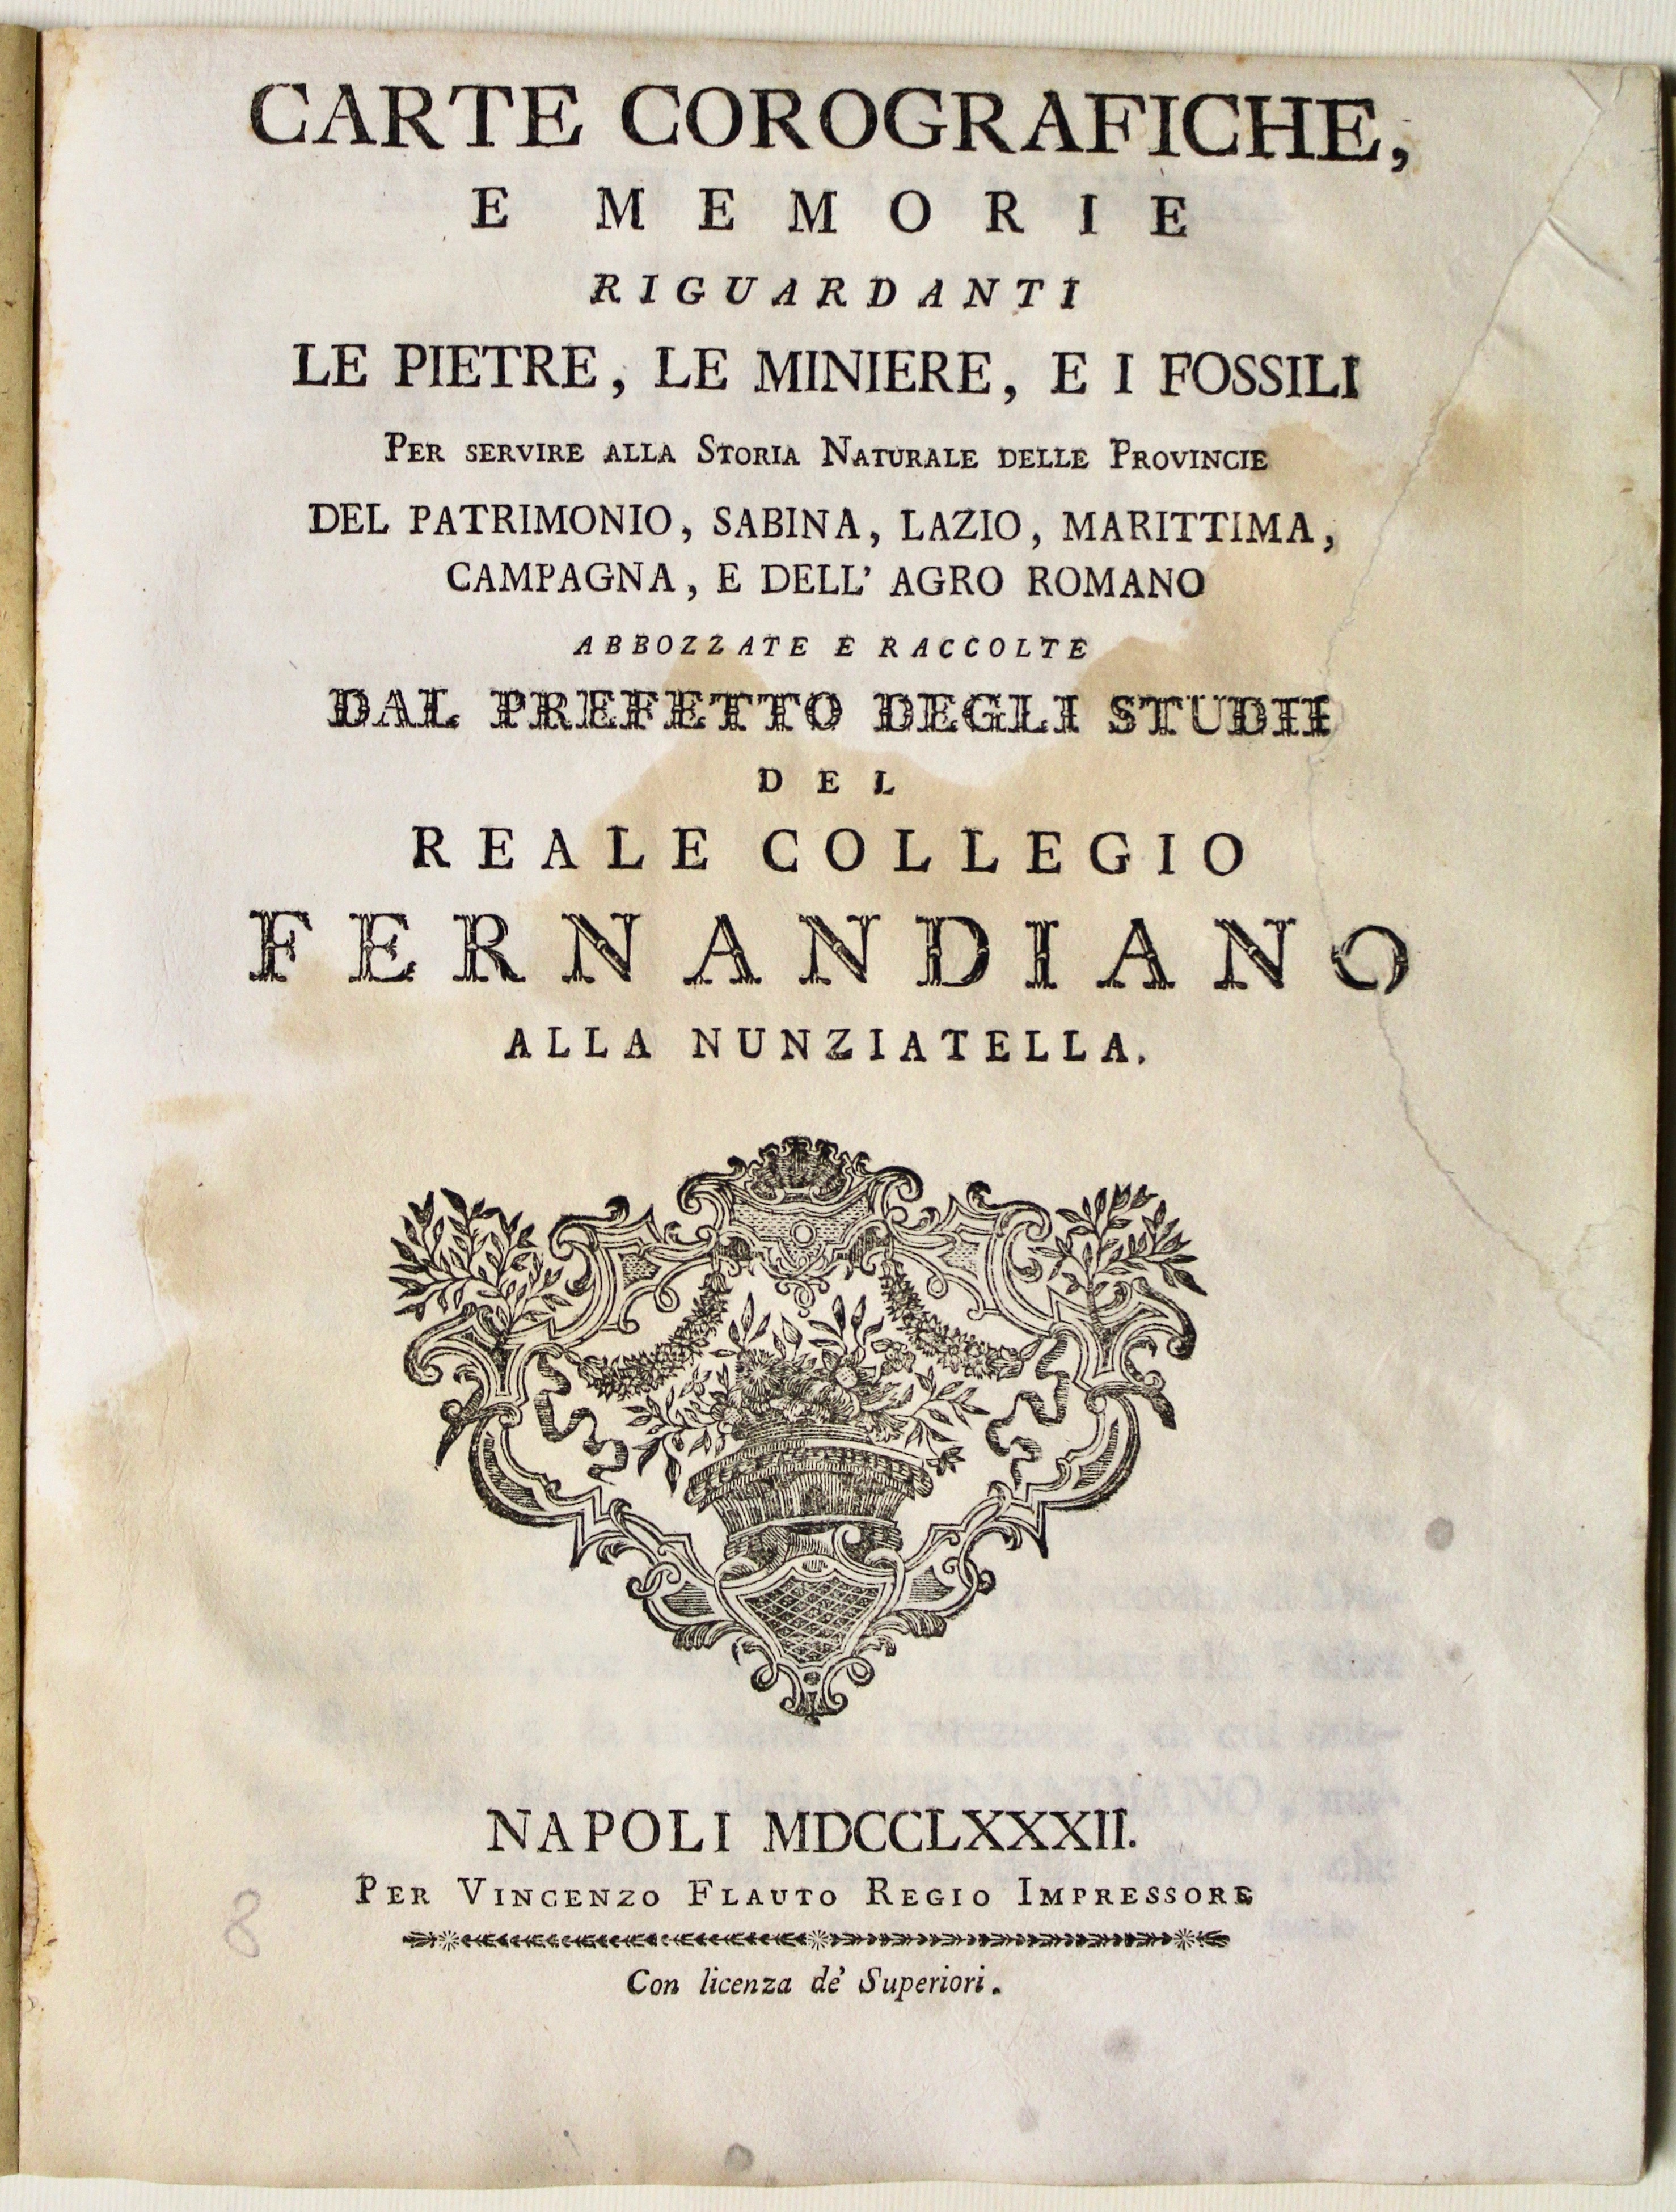 CARTE COROGRAFICHE,
E MEMORIE
RIGUARDANTI
LE PIETRE, LE MINIERE, E I FOSSILI
PER SERVIRE ALLA STORIA NATURALE DELLE PROVINCIE
DEL PATRIMONIO, SABINA, LAZIO, MARITTIMA,
CAMPAGNA, E DELL' AGRO ROMANO
ABBOZZATE E RACCOLTE
DAL PREFETTO DEGLI STUDII
DEL
REALE COLLEGIO
FERNANDIANO
ALLA NUNZIATELLA.
NAPOLI MDCCLXXXII.
PER VINCENZO FLAUTO REGIO IMPRESSORE
8
Con licenza de' Superiori.